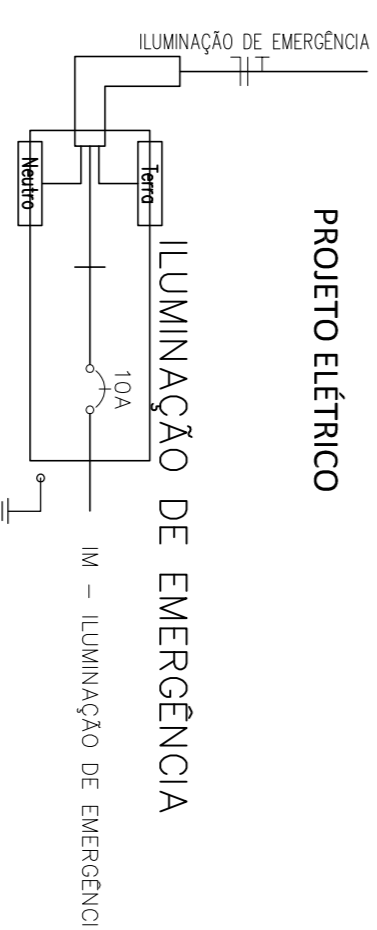 ILUMINAÇÃO DE EMERGÊNCIA
PROJETO ELÉTRICO
ILUMINAÇÃO DE EMERGÊNCIA
Terra
Neutro
10A
IM - ILUMINAÇÃO DE EMERGÊNCI